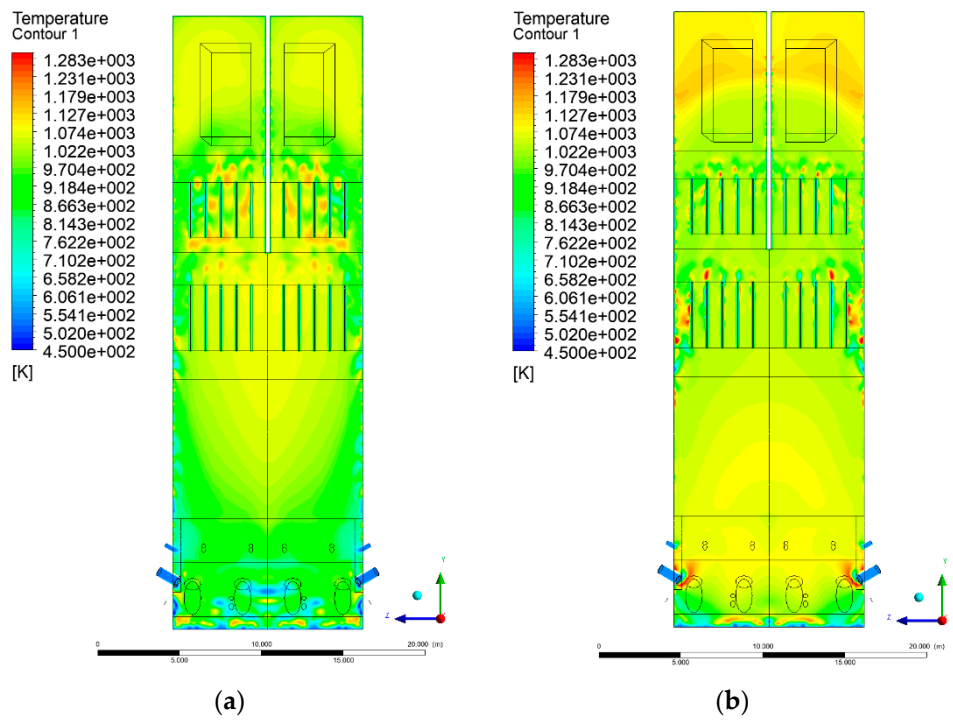 Temperature
Contour 1
1.283e+003
1.231e+003
1.179e+003
1.127e+003
1.074e+003
1.022e+003
9.704e+002
9.184e+002
8.663e+002
8.143e+002
7.622e+002
7.102e+002
6.582e+002
6.061e+002
5.541e+002
5.020e+002
4.500e+002
[K]
Y
Z
0
10.000
20.000 (m)
5.000
15.000
(a)
Temperature
Contour 1
1.283e+003
1.231e+003
1.179e+003
1.127e+003
1.074e+003
1.022e+003
9.704e+002
9.184e+002
8.663e+002
8.143e+002
7.622e+002
7.102e+002
6.582e+002
6.061e+002
5.541e+002
5.020e+002
4.500e+002
[K]
Y
Z
0
10.000
20.000 (m)
5.000
15.000
(b)